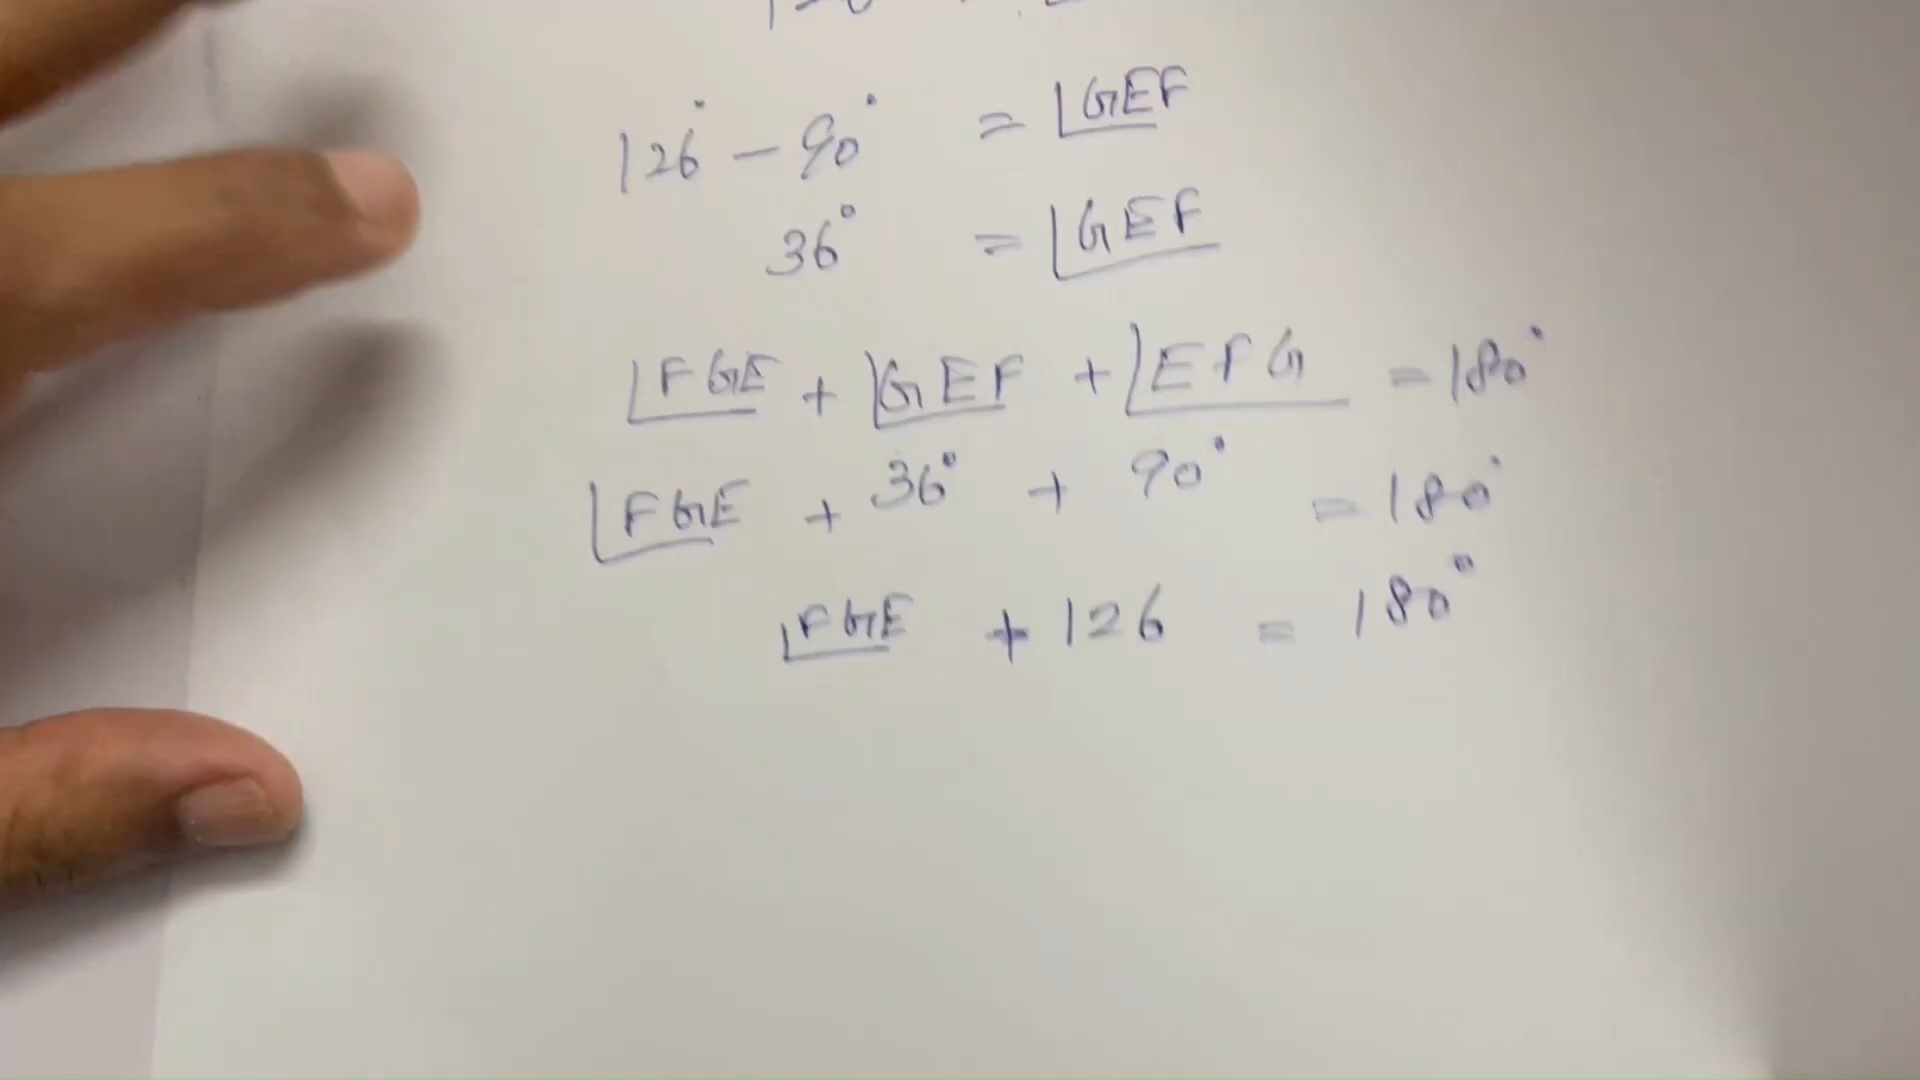 126° - 90° = ∠GEF
36° = ∠GEF
∠FGE + ∠GEF + ∠EFG = 180°
∠FGE + 36° + 90° = 180°
∠FGE + 126 = 180°